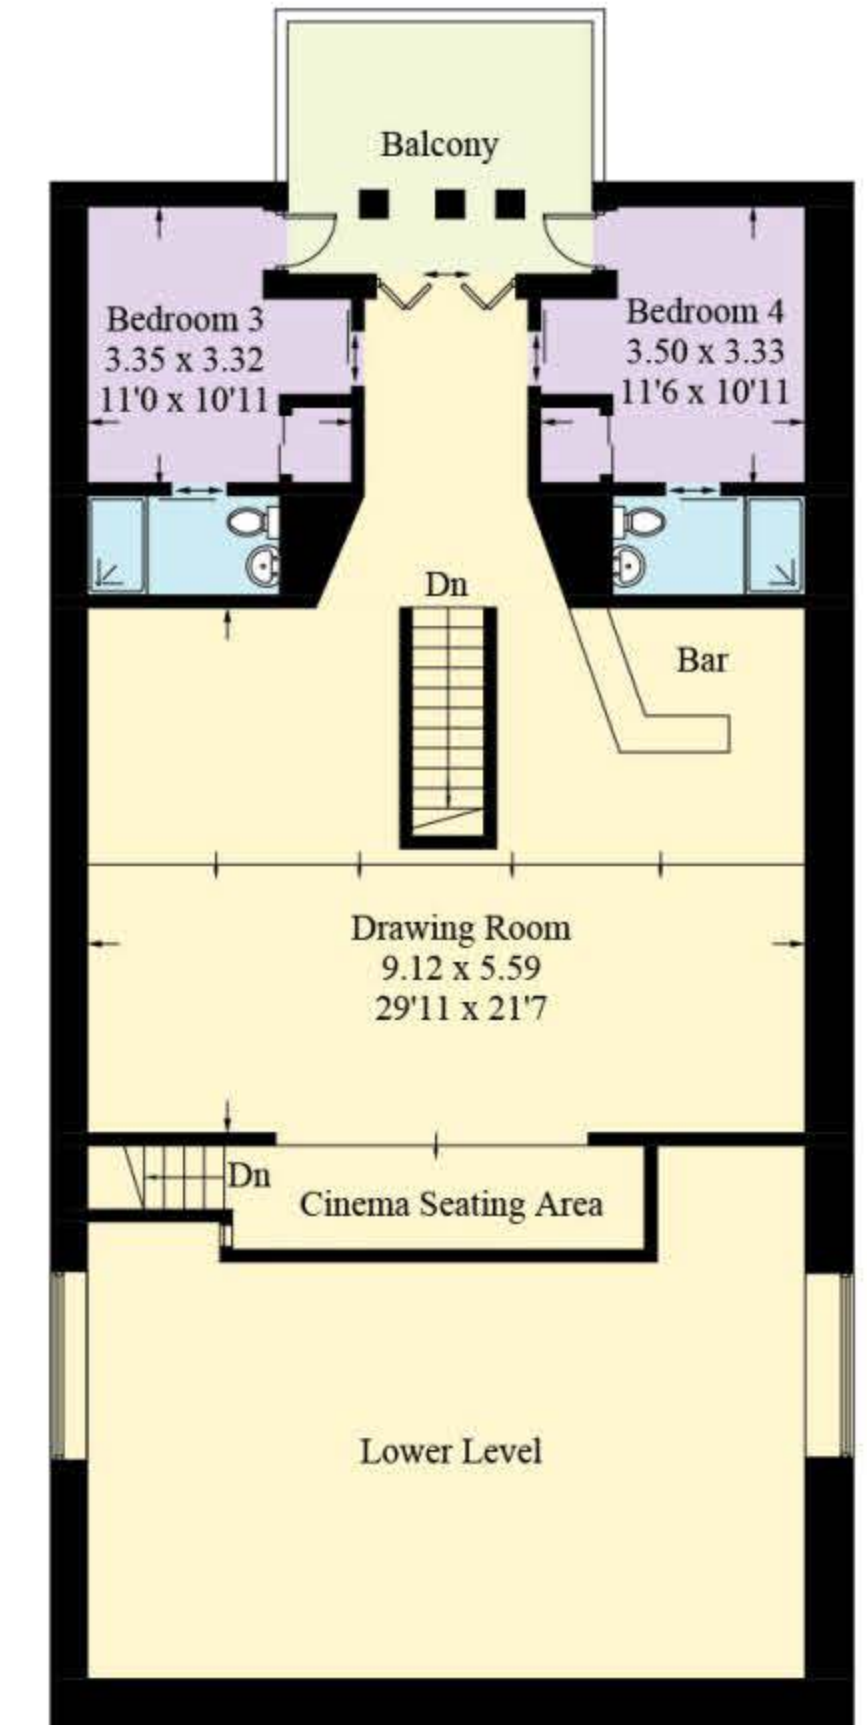 Balcony
Bedroom 3
3.35 x 3.32
11'0 x 10'11
Bedroom 4
3.50 x 3.33
11'6 x 10'11
Dn
Bar
Drawing Room
9.12 x 5.59
29'11 x 21'7
Dn
Cinema Seating Area
Lower Level